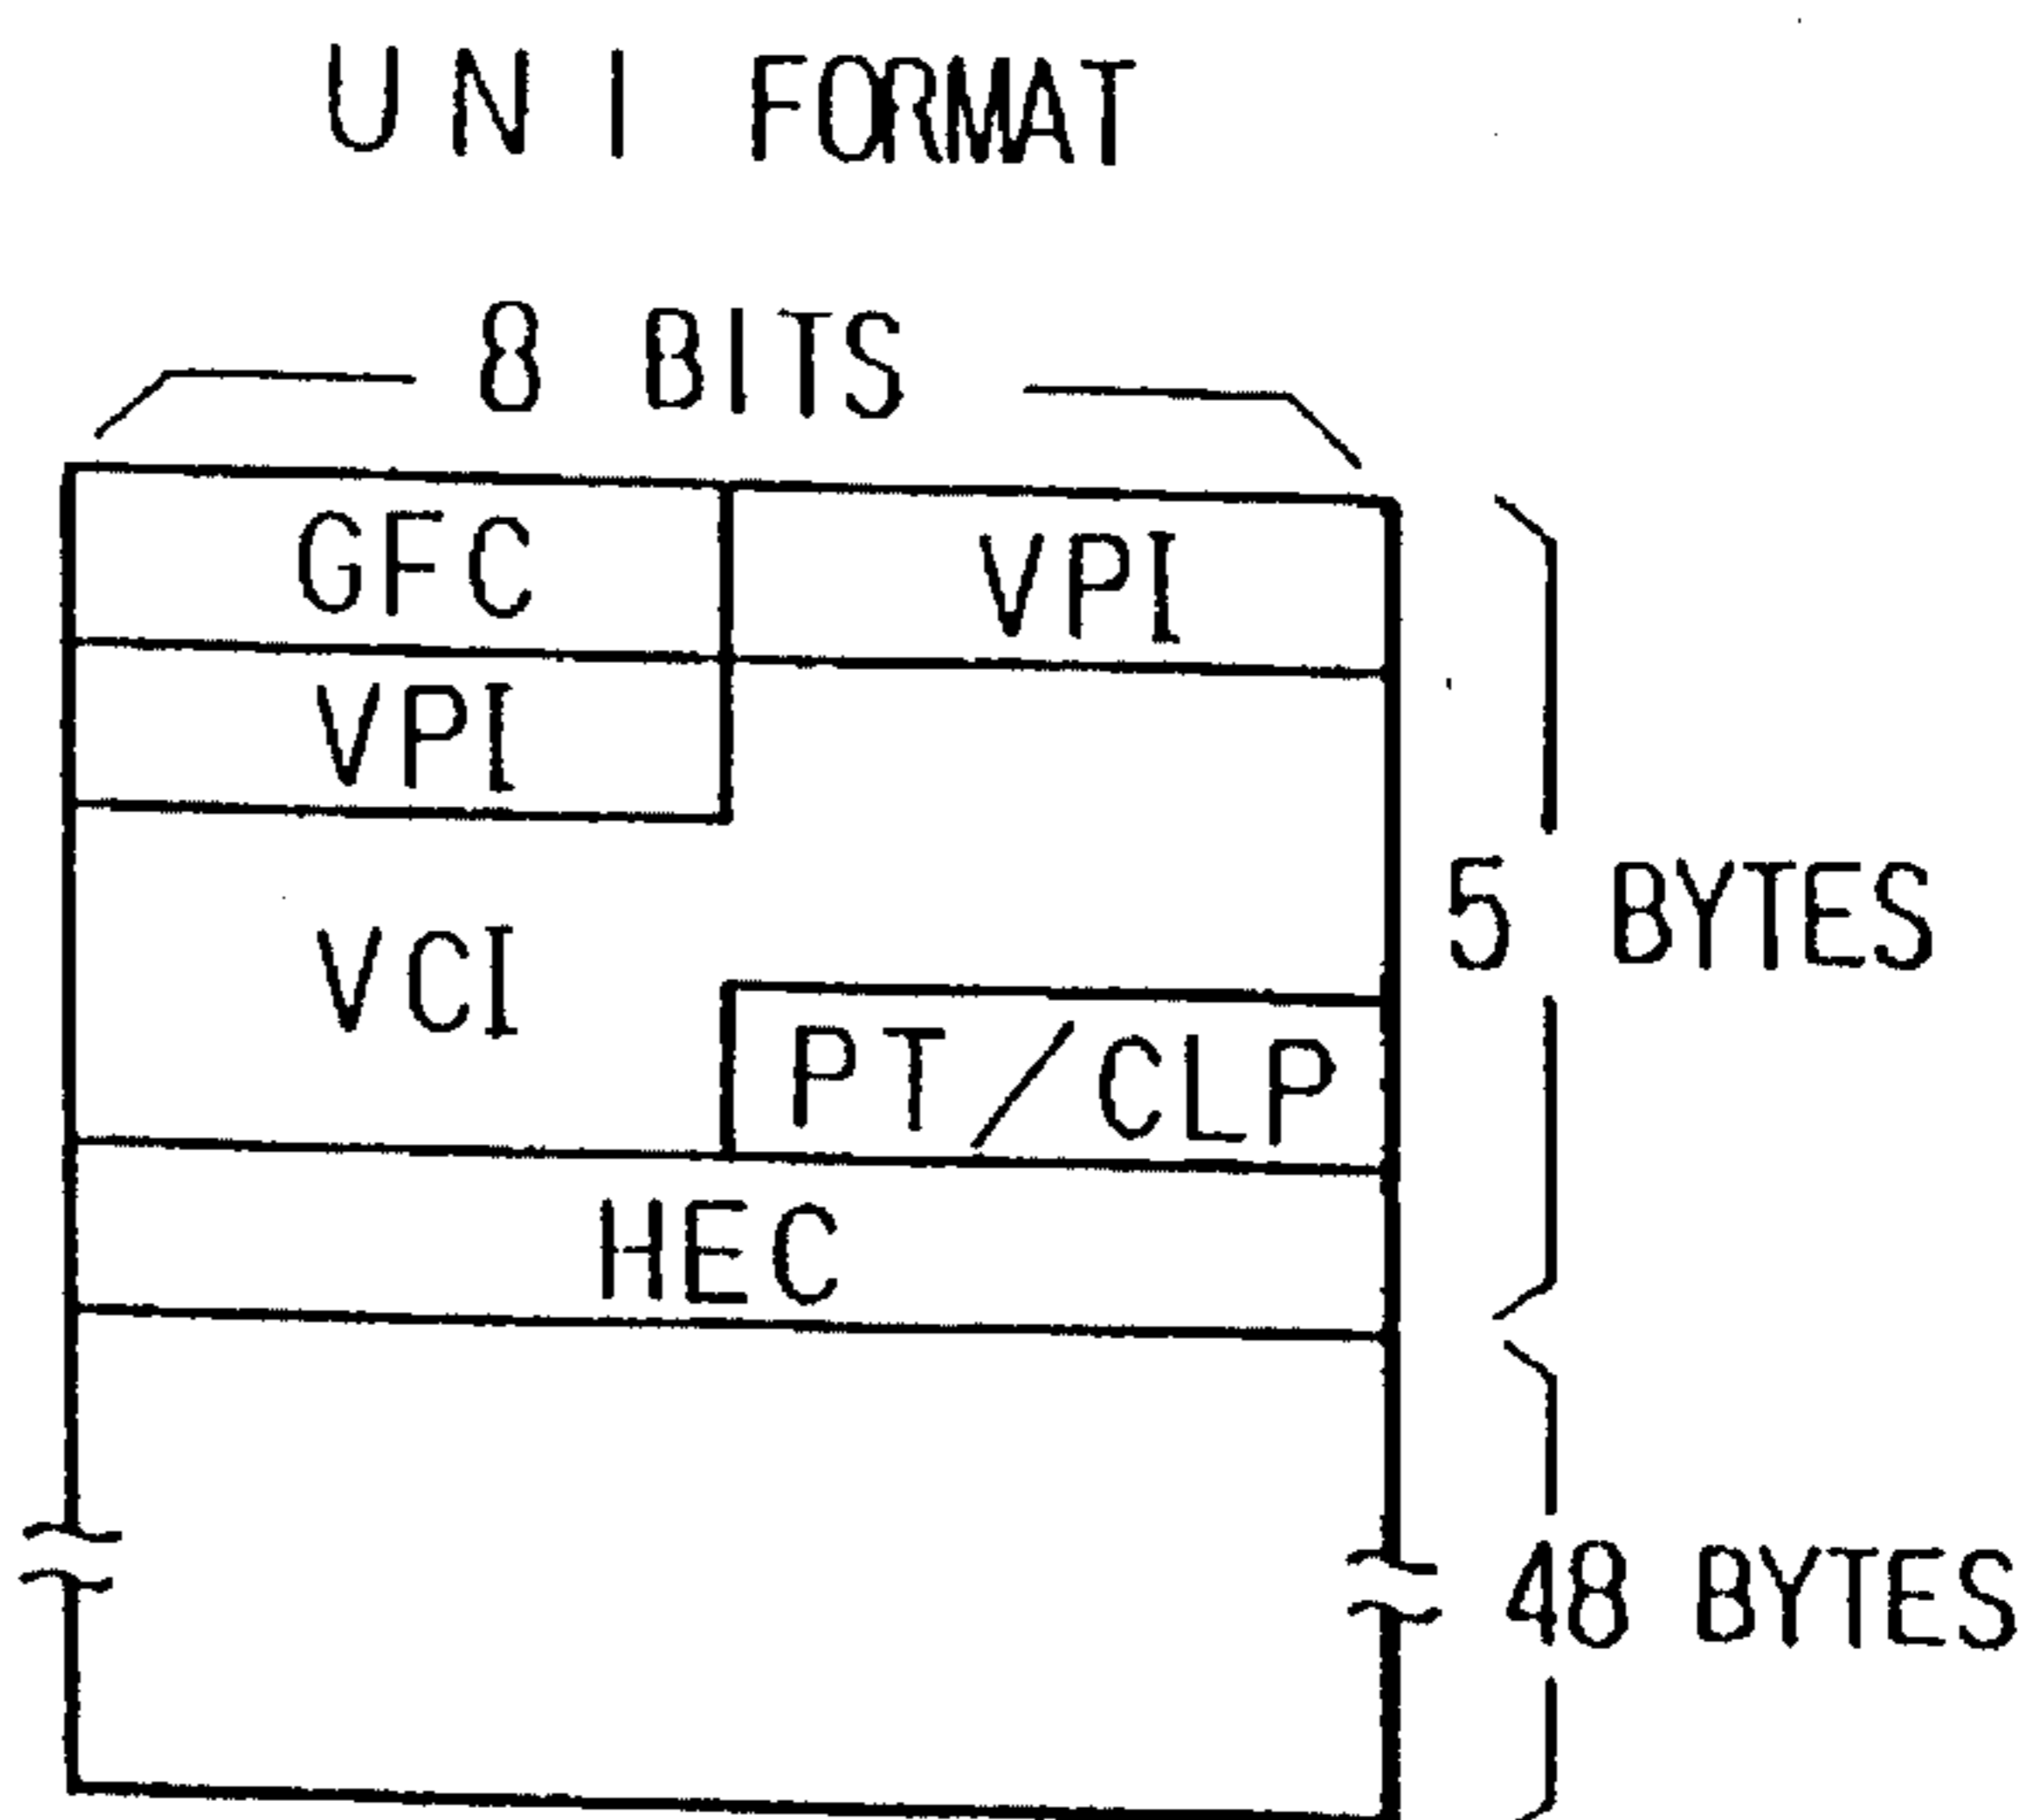 UNI FORMAT
8 BITS
GFC
VPI
VPI
5 BYTES
VCI
PT/CLP
HEC
48 BYTES